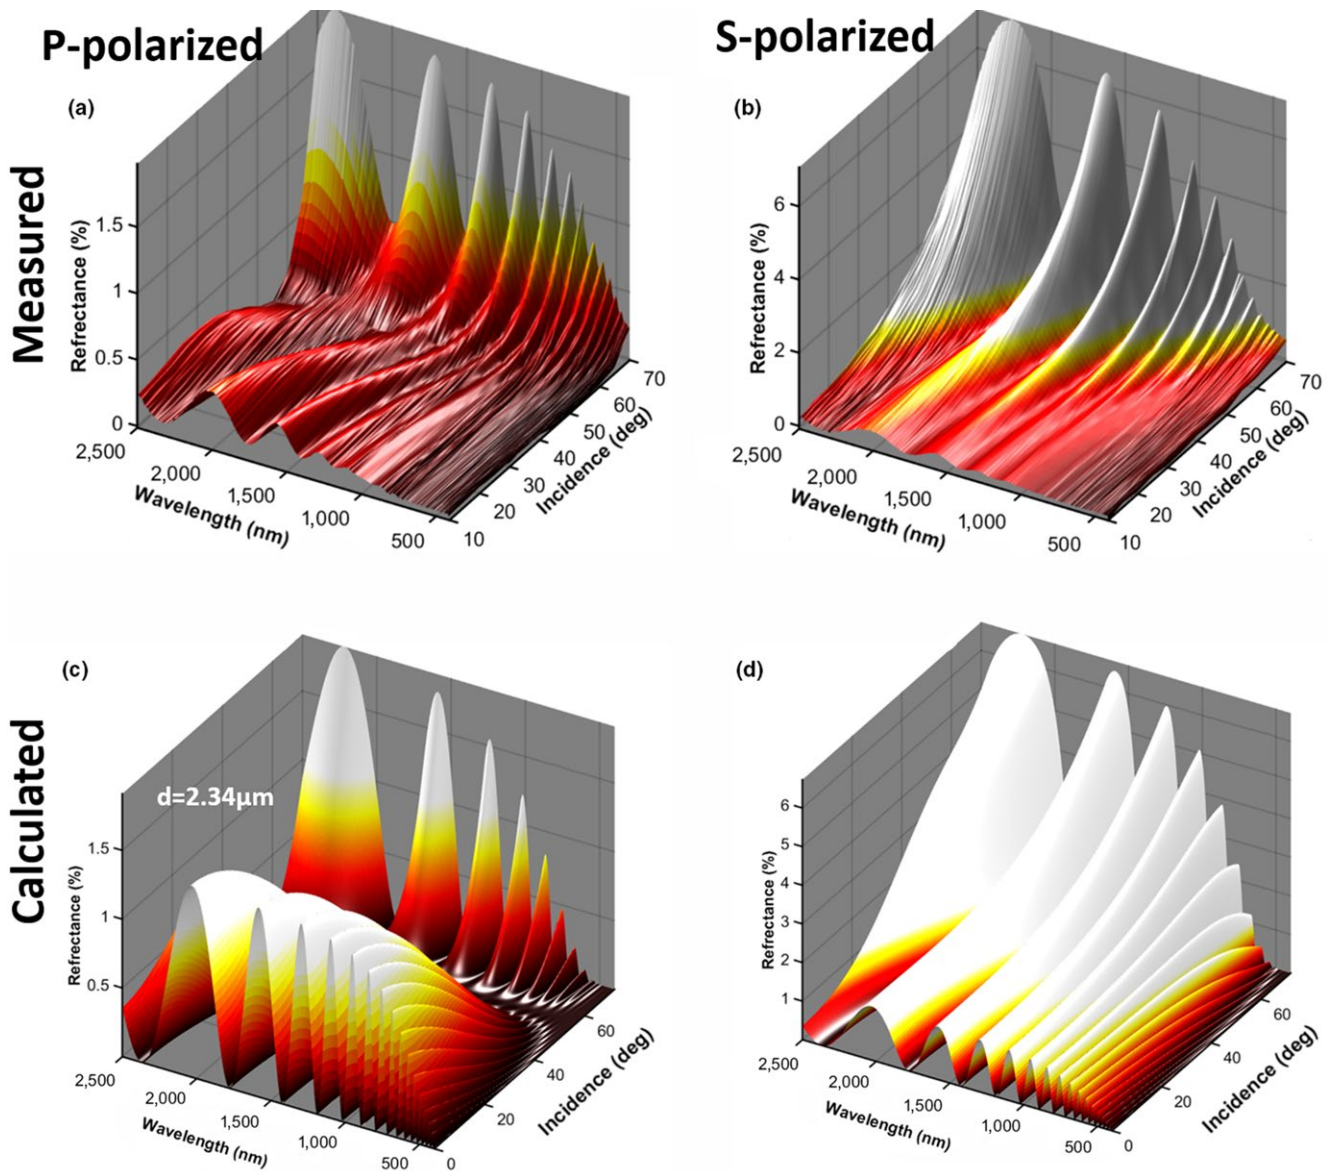 P-polarized
S-polarized
Measured
(a)
Refrectance (%)
1.5
1
0.5
0
2,500
2,000
1,500
1,000
500
Wavelength (nm)
10
20
30
40
50
60
70
Incidence (deg)
(b)
Refrectance (%)
6
4
2
0
2,500
2,000
1,500
1,000
500
Wavelength (nm)
10
20
30
40
50
60
70
Incidence (deg)
Calculated
(c)
d=2.34μm
Refrectance (%)
1.5
1
0.5
2,500
2,000
1,500
1,000
500
Wavelength (nm)
0
20
40
60
Incidence (deg)
(d)
Refrectance (%)
6
5
4
3
2
1
2,500
2,000
1,500
1,000
500
Wavelength (nm)
0
20
40
60
Incidence (deg)